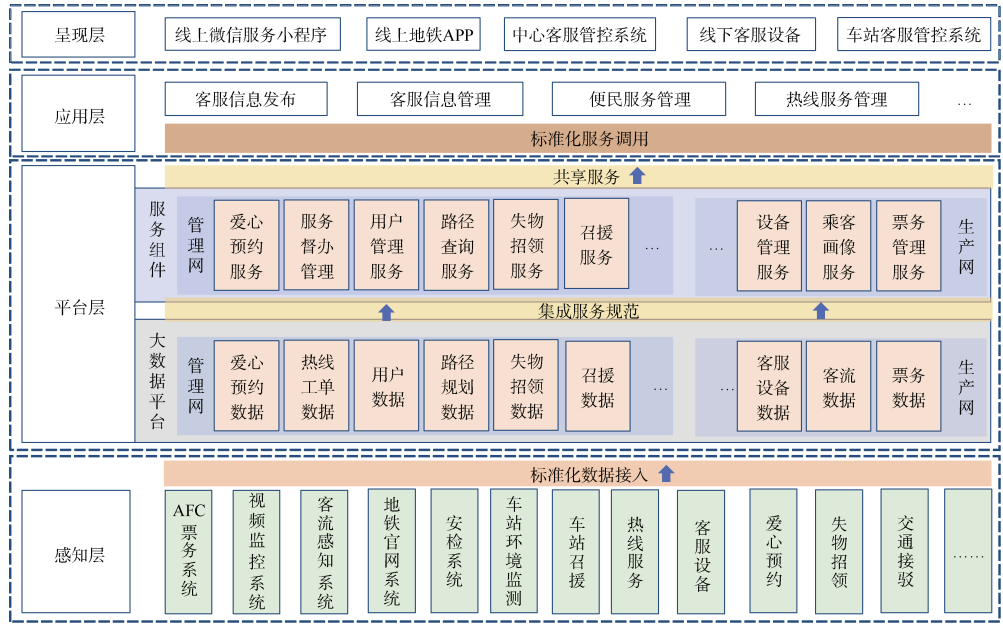 呈现层
线上微信服务小程序
线上地铁APP
中心客服管控系统
线下客服设备
车站客服管控系统
应用层
客服信息发布
客服信息管理
便民服务管理
热线服务管理
…
标准化服务调用
平台层
共享服务
服务组件
管理网
爱心
预约
服务
服务
督办
管理
用户
管理
服务
路径
查询
服务
失物
招领
服务
召援
服务
…
…
设备
管理
服务
乘客
画像
服务
票务
管理
服务
生产网
集成服务规范
大数据平台
管理网
爱心
预约
数据
热线
工单
数据
用户
数据
路径
规划
数据
失物
招领
数据
召援
数据
…
…
客服
设备
数据
客流
数据
票务
数据
生产网
感知层
标准化数据接入
AFC票务系统
视频监控系统
客流感知系统
地铁官网系统
安检系统
车站环境监测
车站召援
热线服务
客服设备
爱心预约
失物招领
交通接驳
……